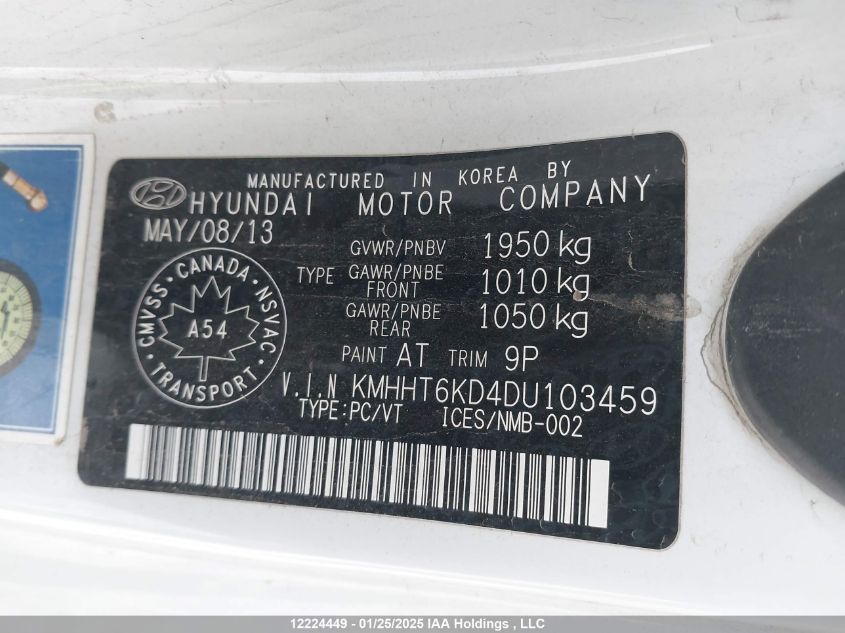 MANUFACTURED IN KOREA BY
HYUNDAI MOTOR COMPANY
MAY/08/13
GVWR/PNBV 1950 kg
TYPE GAWR/PNBE FRONT 1010 kg
GAWR/PNBE REAR 1050 kg
CANADA
CMVSS NSVAC
A54
TRANSPORT
PAINT AT TRIM 9P
V.I.N KMHHT6KD4DU103459
TYPE:PC/VT ICES/NMB-002
12224449 - 01/25/2025 IAA Holdings , LLC